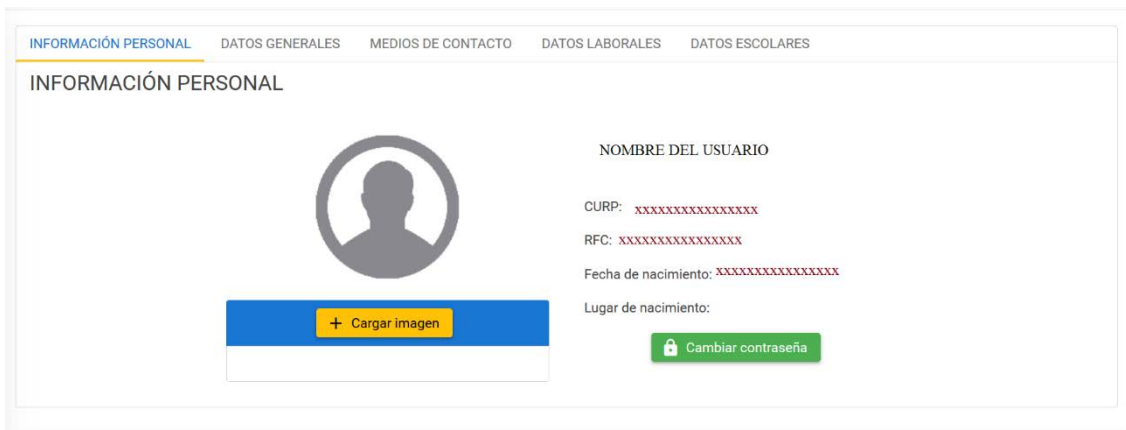 INFORMACIÓN PERSONAL DATOS GENERALES MEDIOS DE CONTACTO DATOS LABORALES DATOS ESCOLARES
INFORMACIÓN PERSONAL
NOMBRE DEL USUARIO
CURP: xxxxxxxxxxxxxxxx
RFC: xxxxxxxxxxxxxxxx
Fecha de nacimiento: xxxxxxxxxxxxxxxx
Lugar de nacimiento:
+ Cargar imagen
Cambiar contraseña